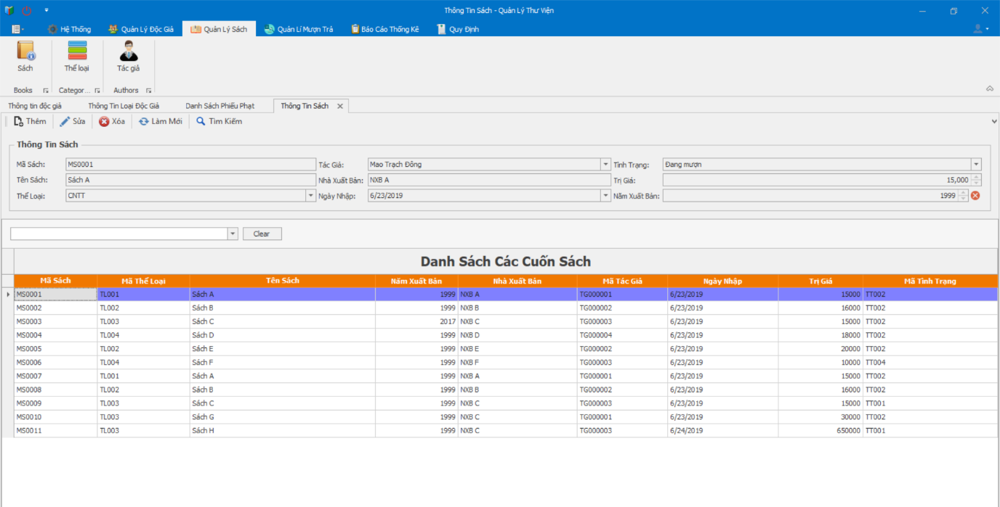 Thông Tin Sách - Quản Lý Thư Viện
Hệ Thống Quản Lý Độc Giả Quản Lý Sách Quản Lí Mượn Trả Báo Cáo Thống Kê Quy Định
Sách Thể loại Tác giả
Books Categor... Authors
Thông tin độc giả Thông Tin Loại Độc Giả Danh Sách Phiếu Phạt Thông Tin Sách
Thêm Sửa Xóa Làm Mới Tìm Kiếm
Thông Tin Sách
Mã Sách: MS0001 Tác Giả: Mao Trạch Đông Tình Trạng: Đang mượn
Tên Sách: Sách A Nhà Xuất Bản: NXB A Trị Giá: 15,000
Thể Loại: CNTT Ngày Nhập: 6/23/2019 Năm Xuất Bản: 1999
Clear
Danh Sách Các Cuốn Sách
Mã Sách Mã Thể Loại Tên Sách Năm Xuất Bản Nhà Xuất Bản Mã Tác Giả Ngày Nhập Trị Giá Mã Tình Trạng
MS0001 TL001 Sách A 1999 NXB A TG000001 6/23/2019 15000 TT002
MS0002 TL002 Sách B 1999 NXB B TG000002 6/23/2019 16000 TT002
MS0003 TL003 Sách C 2017 NXB C TG000003 6/23/2019 15000 TT002
MS0004 TL004 Sách D 1999 NXB D TG000004 6/23/2019 18000 TT002
MS0005 TL002 Sách E 1999 NXB E TG000002 6/23/2019 20000 TT002
MS0006 TL004 Sách F 1999 NXB F TG000003 6/23/2019 10000 TT004
MS0007 TL001 Sách A 1999 NXB A TG000001 6/23/2019 15000 TT002
MS0008 TL002 Sách B 1999 NXB B TG000002 6/23/2019 16000 TT002
MS0009 TL003 Sách C 1999 NXB C TG000003 6/23/2019 15000 TT001
MS0010 TL003 Sách G 1999 NXB C TG000001 6/23/2019 30000 TT002
MS0011 TL003 Sách H 1999 NXB C TG000003 6/24/2019 650000 TT001